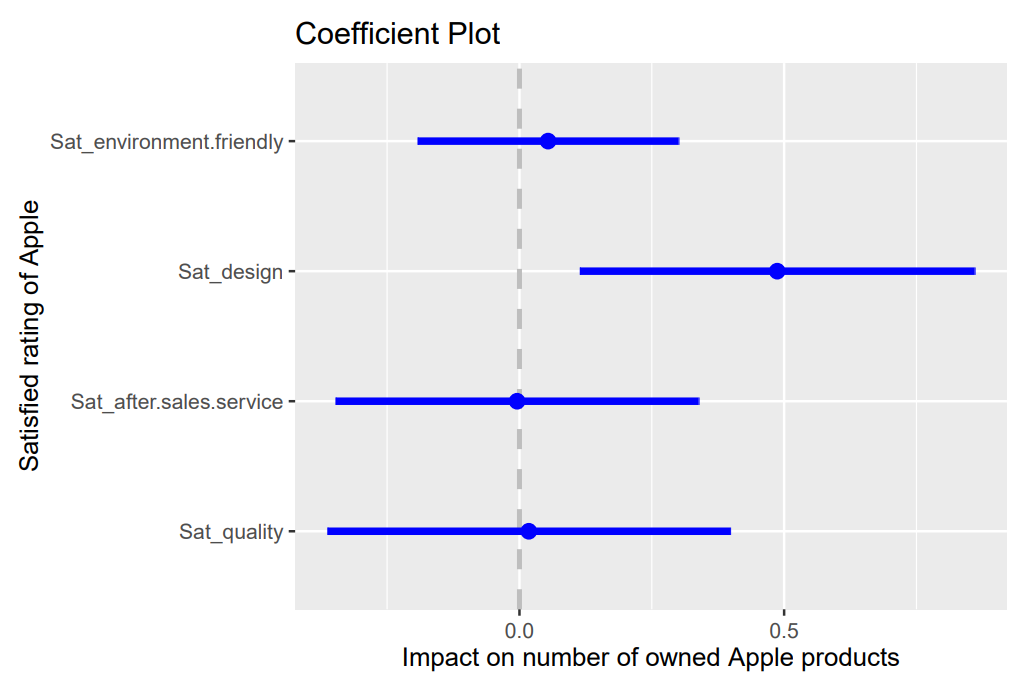 Coefficient Plot
Satisfied rating of Apple
Sat_environment.friendly
Sat_design
Sat_after.sales.service
Sat_quality
0.0
0.5
Impact on number of owned Apple products